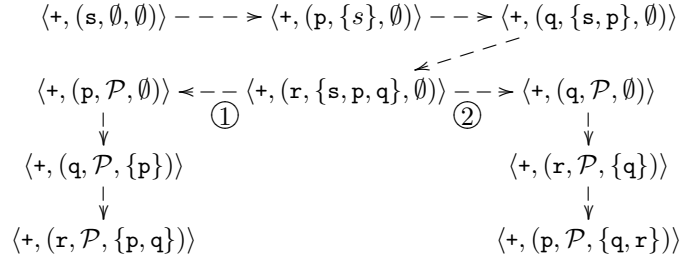 ⟨+, (s, ∅, ∅)⟩ ⟨+, (p, {s}, ∅)⟩ ⟨+, (q, {s, p}, ∅)⟩
⟨+, (p, 𝒫, ∅)⟩ ⟨+, (r, {s, p, q}, ∅)⟩ ⟨+, (q, 𝒫, ∅)⟩
① ②
⟨+, (q, 𝒫, {p})⟩ ⟨+, (r, 𝒫, {q})⟩
⟨+, (r, 𝒫, {p, q})⟩ ⟨+, (p, 𝒫, {q, r})⟩